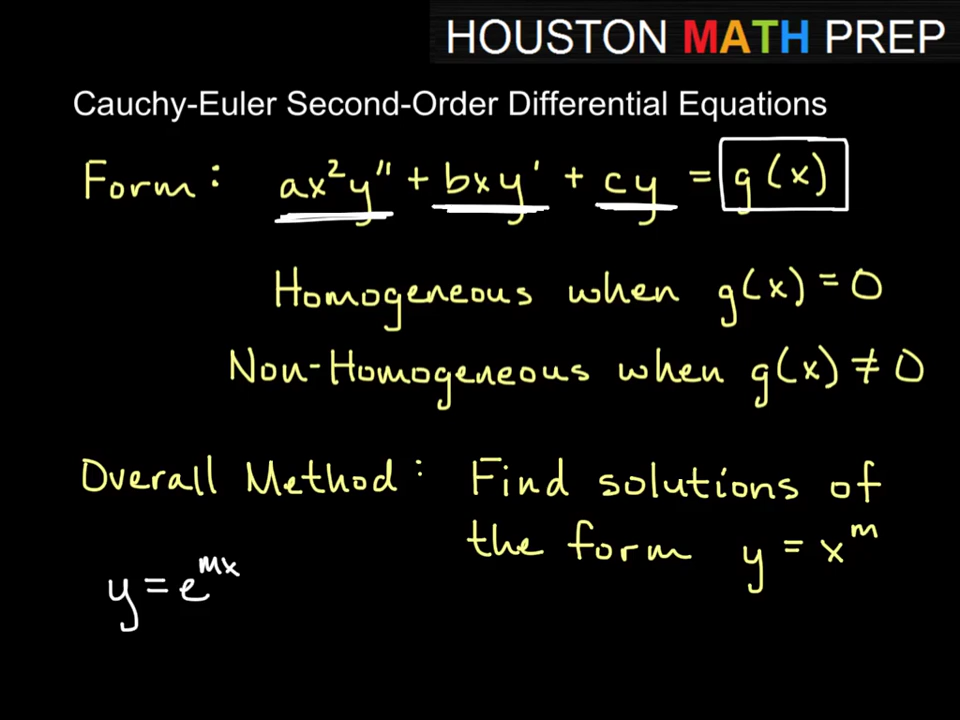 HOUSTON MATH PREP
Cauchy-Euler Second-Order Differential Equations
Form: ax²y'' + bxy' + cy = g(x)
Homogeneous when g(x) = 0
Non-Homogeneous when g(x) ≠ 0
Overall Method: Find solutions of
the form y = x^m
y = e^mx